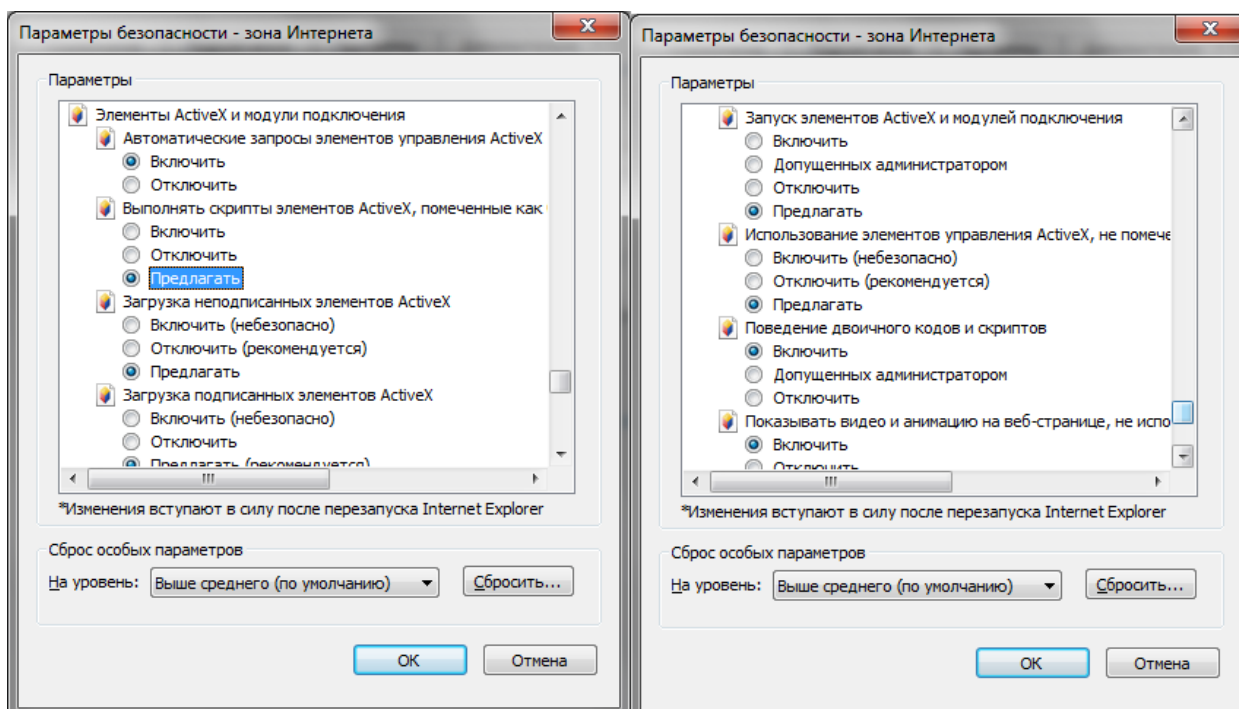 Параметры безопасности - зона Интернета
Параметры
Элементы ActiveX и модули подключения
Автоматические запросы элементов управления ActiveX
Включить
Отключить
Выполнять скрипты элементов ActiveX, помеченные как
Включить
Отключить
Предлагать
Загрузка неподписанных элементов ActiveX
Включить (небезопасно)
Отключить (рекомендуется)
Предлагать
Загрузка подписанных элементов ActiveX
Включить (небезопасно)
Отключить
Предлагать (рекомендуется)
*Изменения вступают в силу после перезапуска Internet Explorer
Сброс особых параметров
На уровень: Выше среднего (по умолчанию) Сбросить...
ОК Отмена
Параметры безопасности - зона Интернета
Параметры
Запуск элементов ActiveX и модулей подключения
Включить
Допущенных администратором
Отключить
Предлагать
Использование элементов управления ActiveX, не помече
Включить (небезопасно)
Отключить (рекомендуется)
Предлагать
Поведение двоичного кодов и скриптов
Включить
Допущенных администратором
Отключить
Показывать видео и анимацию на веб-странице, не испо
Включить
Отключить
*Изменения вступают в силу после перезапуска Internet Explorer
Сброс особых параметров
На уровень: Выше среднего (по умолчанию) Сбросить...
ОК Отмена